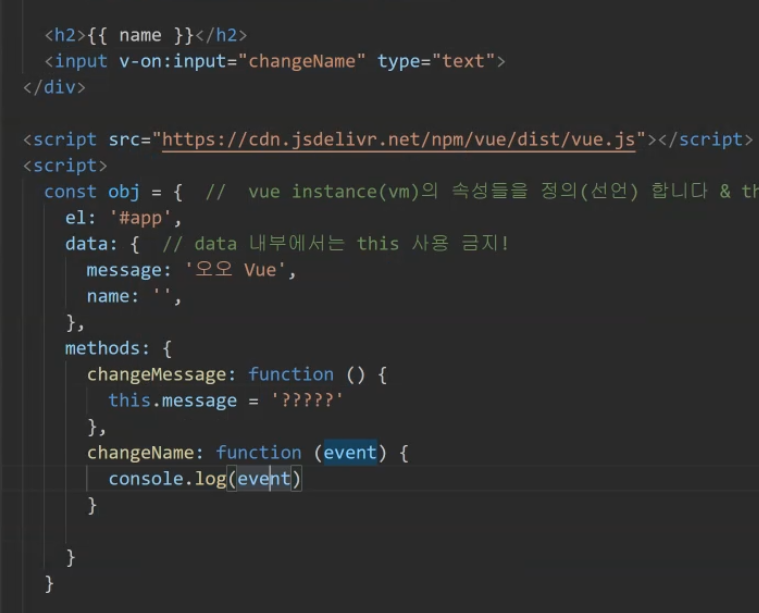 <h2>{{ name }}</h2>
<input v-on:input="changeName" type="text">
</div>
<script src="https://cdn.jsdelivr.net/npm/vue/dist/vue.js"></script>
<script>
const obj = {  //  vue instance(vm)의 속성들을 정의(선언) 합니다 & th
el: '#app',
data: {  // data 내부에서는 this 사용 금지!
message: '오오 Vue',
name: '',
},
methods: {
changeMessage: function () {
this.message = '?????'
},
changeName: function (event) {
console.log(event)
}
}
}